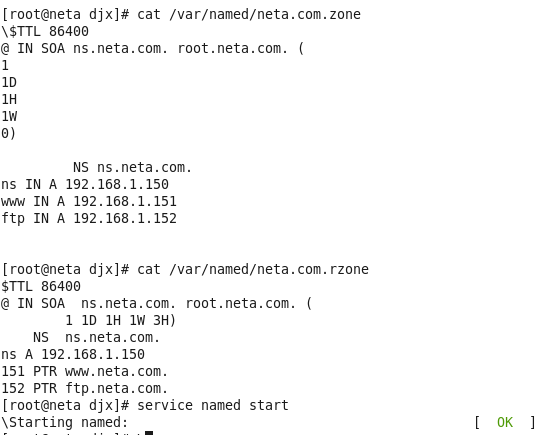 [root@neta djx]# cat /var/named/neta.com.zone
\$TTL 86400
@ IN SOA ns.neta.com. root.neta.com. (
1
1D
1H
1W
0)
NS ns.neta.com.
ns IN A 192.168.1.150
www IN A 192.168.1.151
ftp IN A 192.168.1.152
[root@neta djx]# cat /var/named/neta.com.rzone
$TTL 86400
@ IN SOA  ns.neta.com. root.neta.com. (
1 1D 1H 1W 3H)
NS  ns.neta.com.
ns A 192.168.1.150
151 PTR www.neta.com.
152 PTR ftp.neta.com.
[root@neta djx]# service named start
\Starting named: [  OK  ]